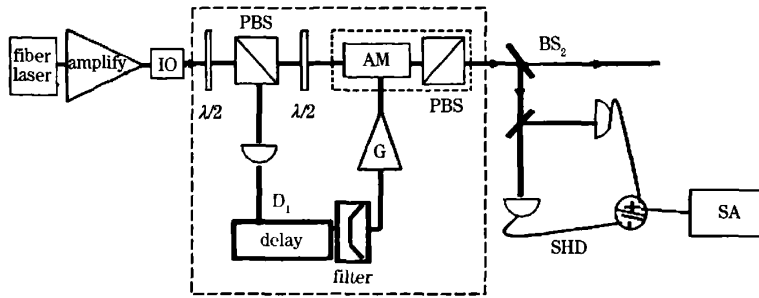 PBS
BS2
fiber
laser
amplify
IO
AM
λ/2
λ/2
PBS
G
D1
delay
filter
+
−
SHD
SA